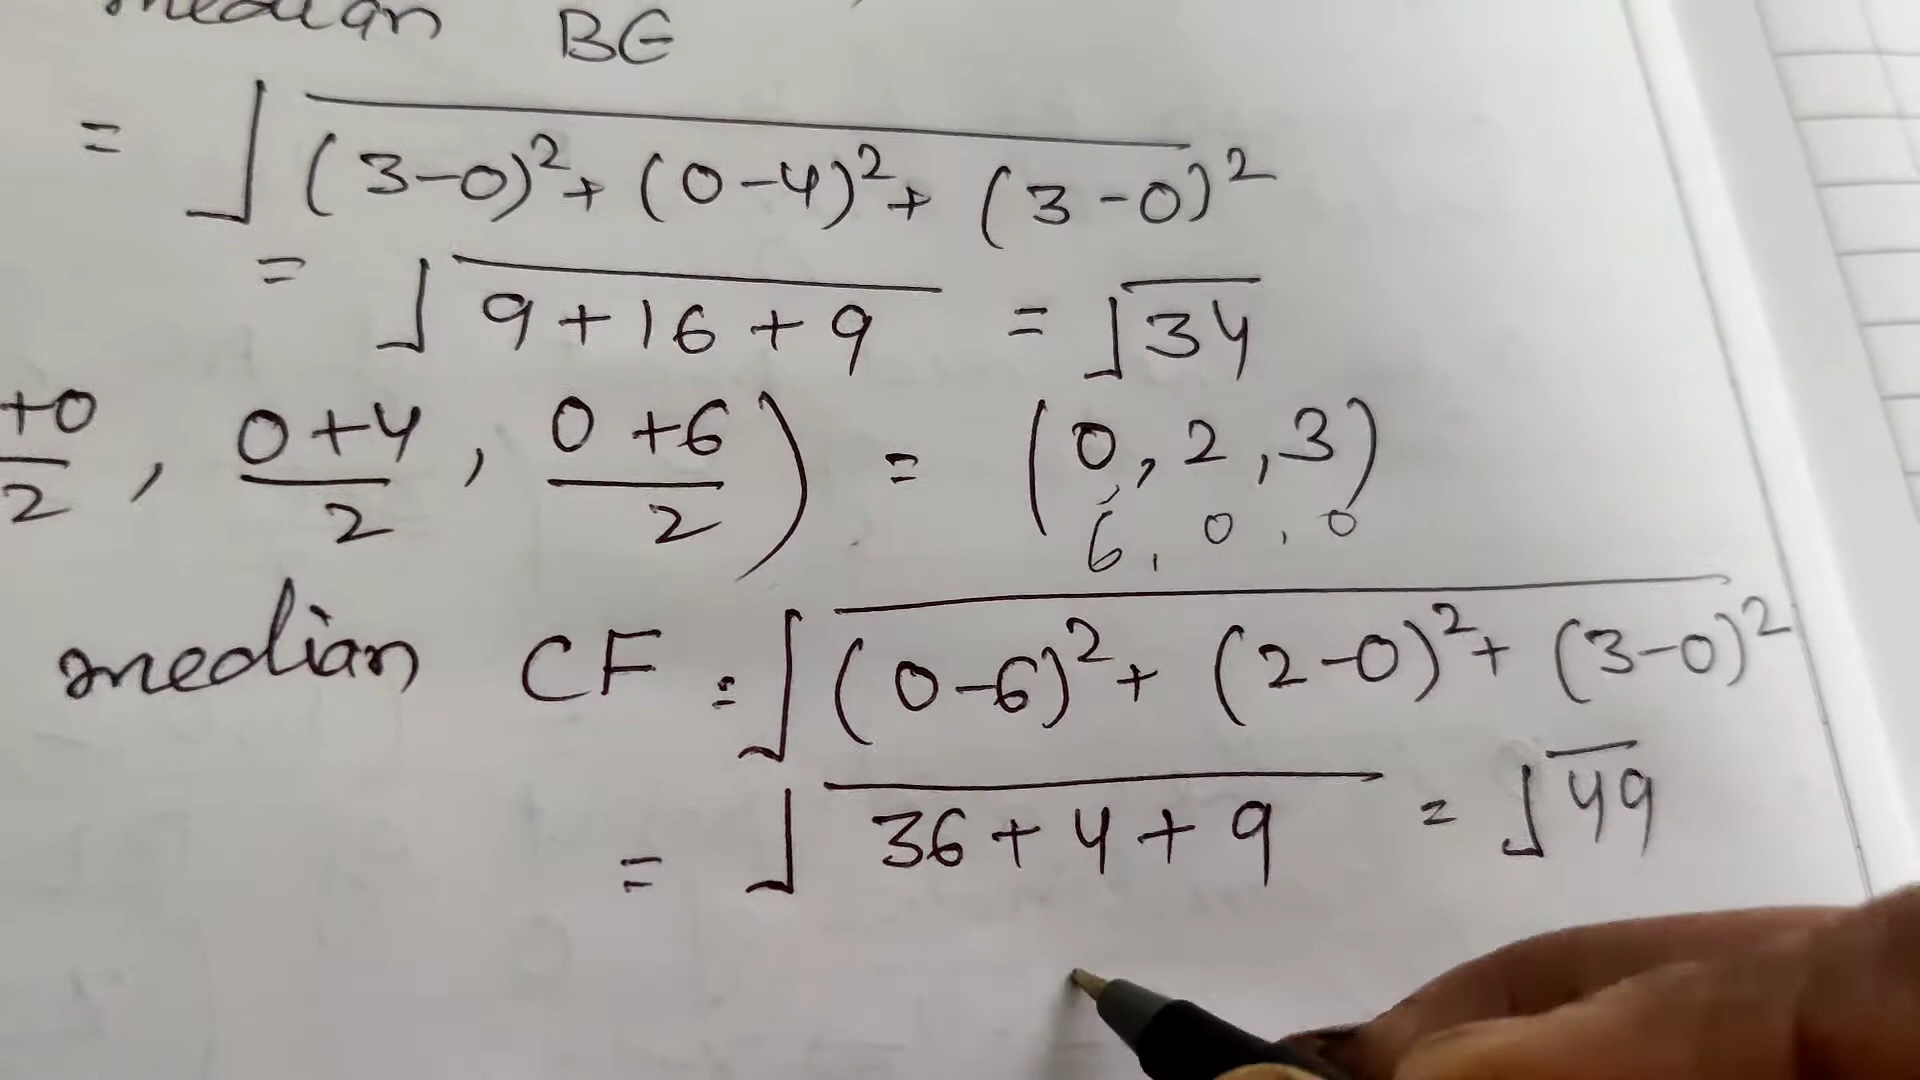 median BE
= √(3-0)²+(0-4)²+(3-0)²
= √9+16+9 = √34
+0/2, 0+4/2, 0+6/2) = (0,2,3)
6,0,0
median CF = √(0-6)²+(2-0)²+(3-0)²
= √36+4+9 = √49